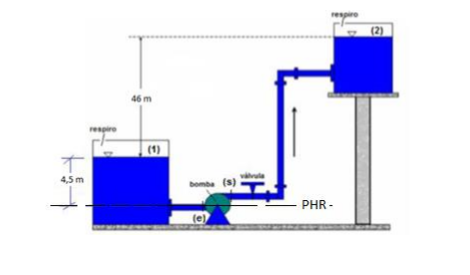 respiro
(2)
46 m
respiro
(1)
4,5 m
bomba
(s)
válvula
(e)
PHR -